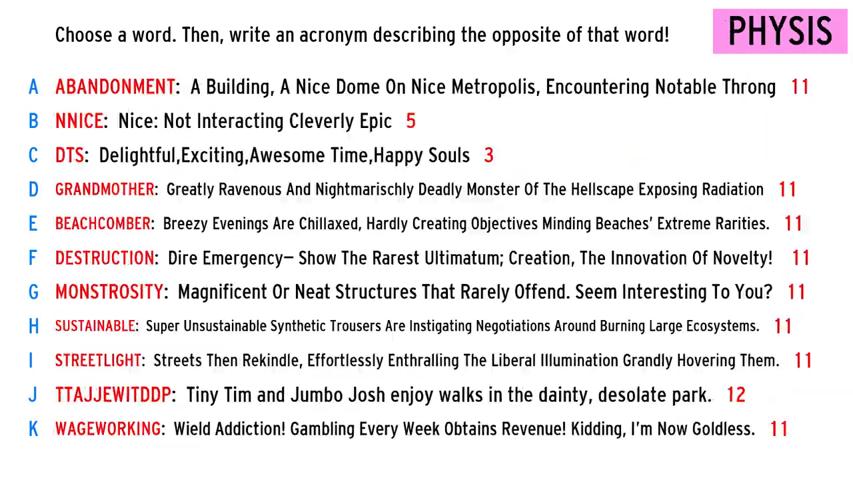 Choose a word. Then, write an acronym describing the opposite of that word!
PHYSIS
A ABANDONMENT: A Building, A Nice Dome On Nice Metropolis, Encountering Notable Throng 11
B NNICE: Nice: Not Interacting Cleverly Epic 5
C DTS: Delightful,Exciting,Awesome Time,Happy Souls 3
D GRANDMOTHER: Greatly Ravenous And Nightmarischly Deadly Monster Of The Hellscape Exposing Radiation 11
E BEACHCOMBER: Breezy Evenings Are Chillaxed, Hardly Creating Objectives Minding Beaches’ Extreme Rarities. 11
F DESTRUCTION: Dire Emergency— Show The Rarest Ultimatum; Creation, The Innovation Of Novelty! 11
G MONSTROSITY: Magnificent Or Neat Structures That Rarely Offend. Seem Interesting To You? 11
H SUSTAINABLE: Super Unsustainable Synthetic Trousers Are Instigating Negotiations Around Burning Large Ecosystems. 11
I STREETLIGHT: Streets Then Rekindle, Effortlessly Enthralling The Liberal Illumination Grandly Hovering Them. 11
J TTAJJEWITDDP: Tiny Tim and Jumbo Josh enjoy walks in the dainty, desolate park. 12
K WAGEWORKING: Wield Addiction! Gambling Every Week Obtains Revenue! Kidding, I’m Now Goldless. 11